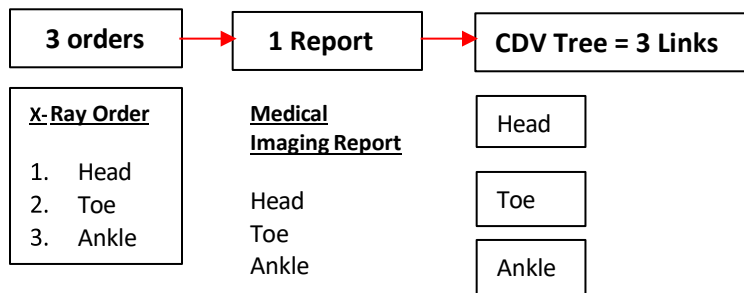 3 orders
1 Report
CDV Tree = 3 Links
X-Ray Order
1. Head
2. Toe
3. Ankle
Medical
Imaging Report
Head
Toe
Ankle
Head
Toe
Ankle